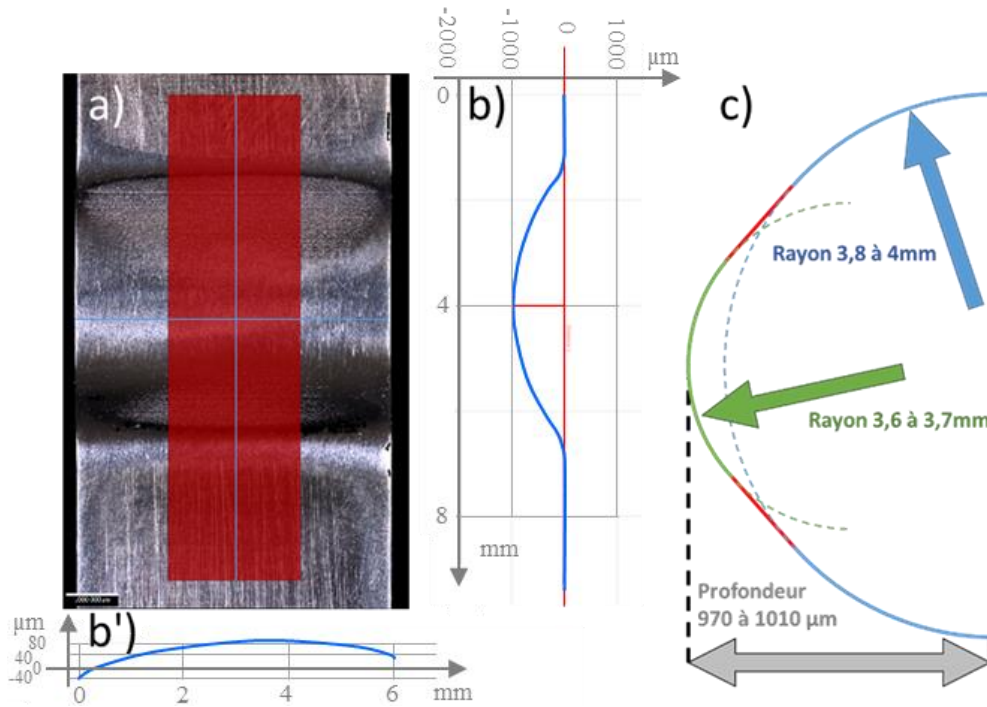 a)
b)
-2000
-1000
0
1000
µm
0
4
8
mm
c)
Rayon 3,8 à 4mm
Rayon 3,6 à 3,7mm
Profondeur
970 à 1010 µm
b')
µm
80
40
0
-40
0
2
4
6
mm